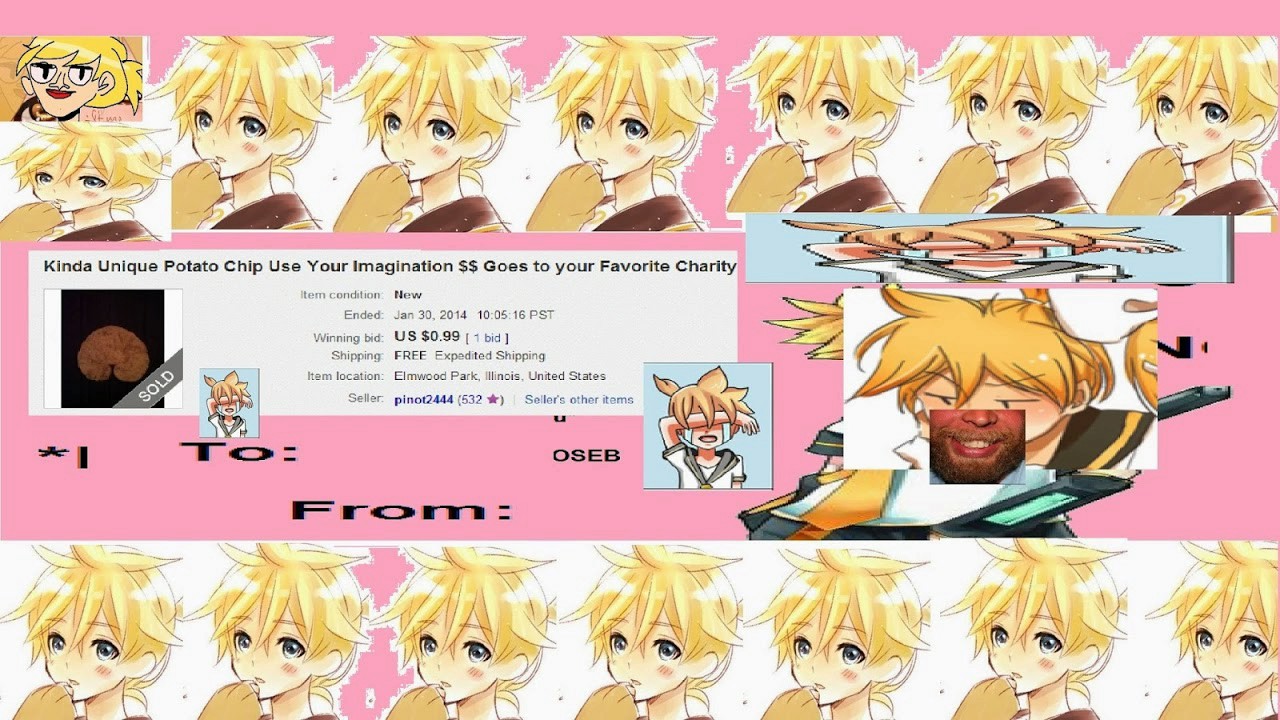 Kinda Unique Potato Chip Use Your Imagination $$ Goes to your Favorite Charity
Item condition: New
Ended: Jan 30, 2014 10:05:16 PST
Winning bid: US $0.99 [ 1 bid ]
Shipping: FREE Expedited Shipping
Item location: Elmwood Park, Illinois, United States
Seller: pinot2444 (532 ★) | Seller's other items
SOLD
*|
To:
OSEB
From: